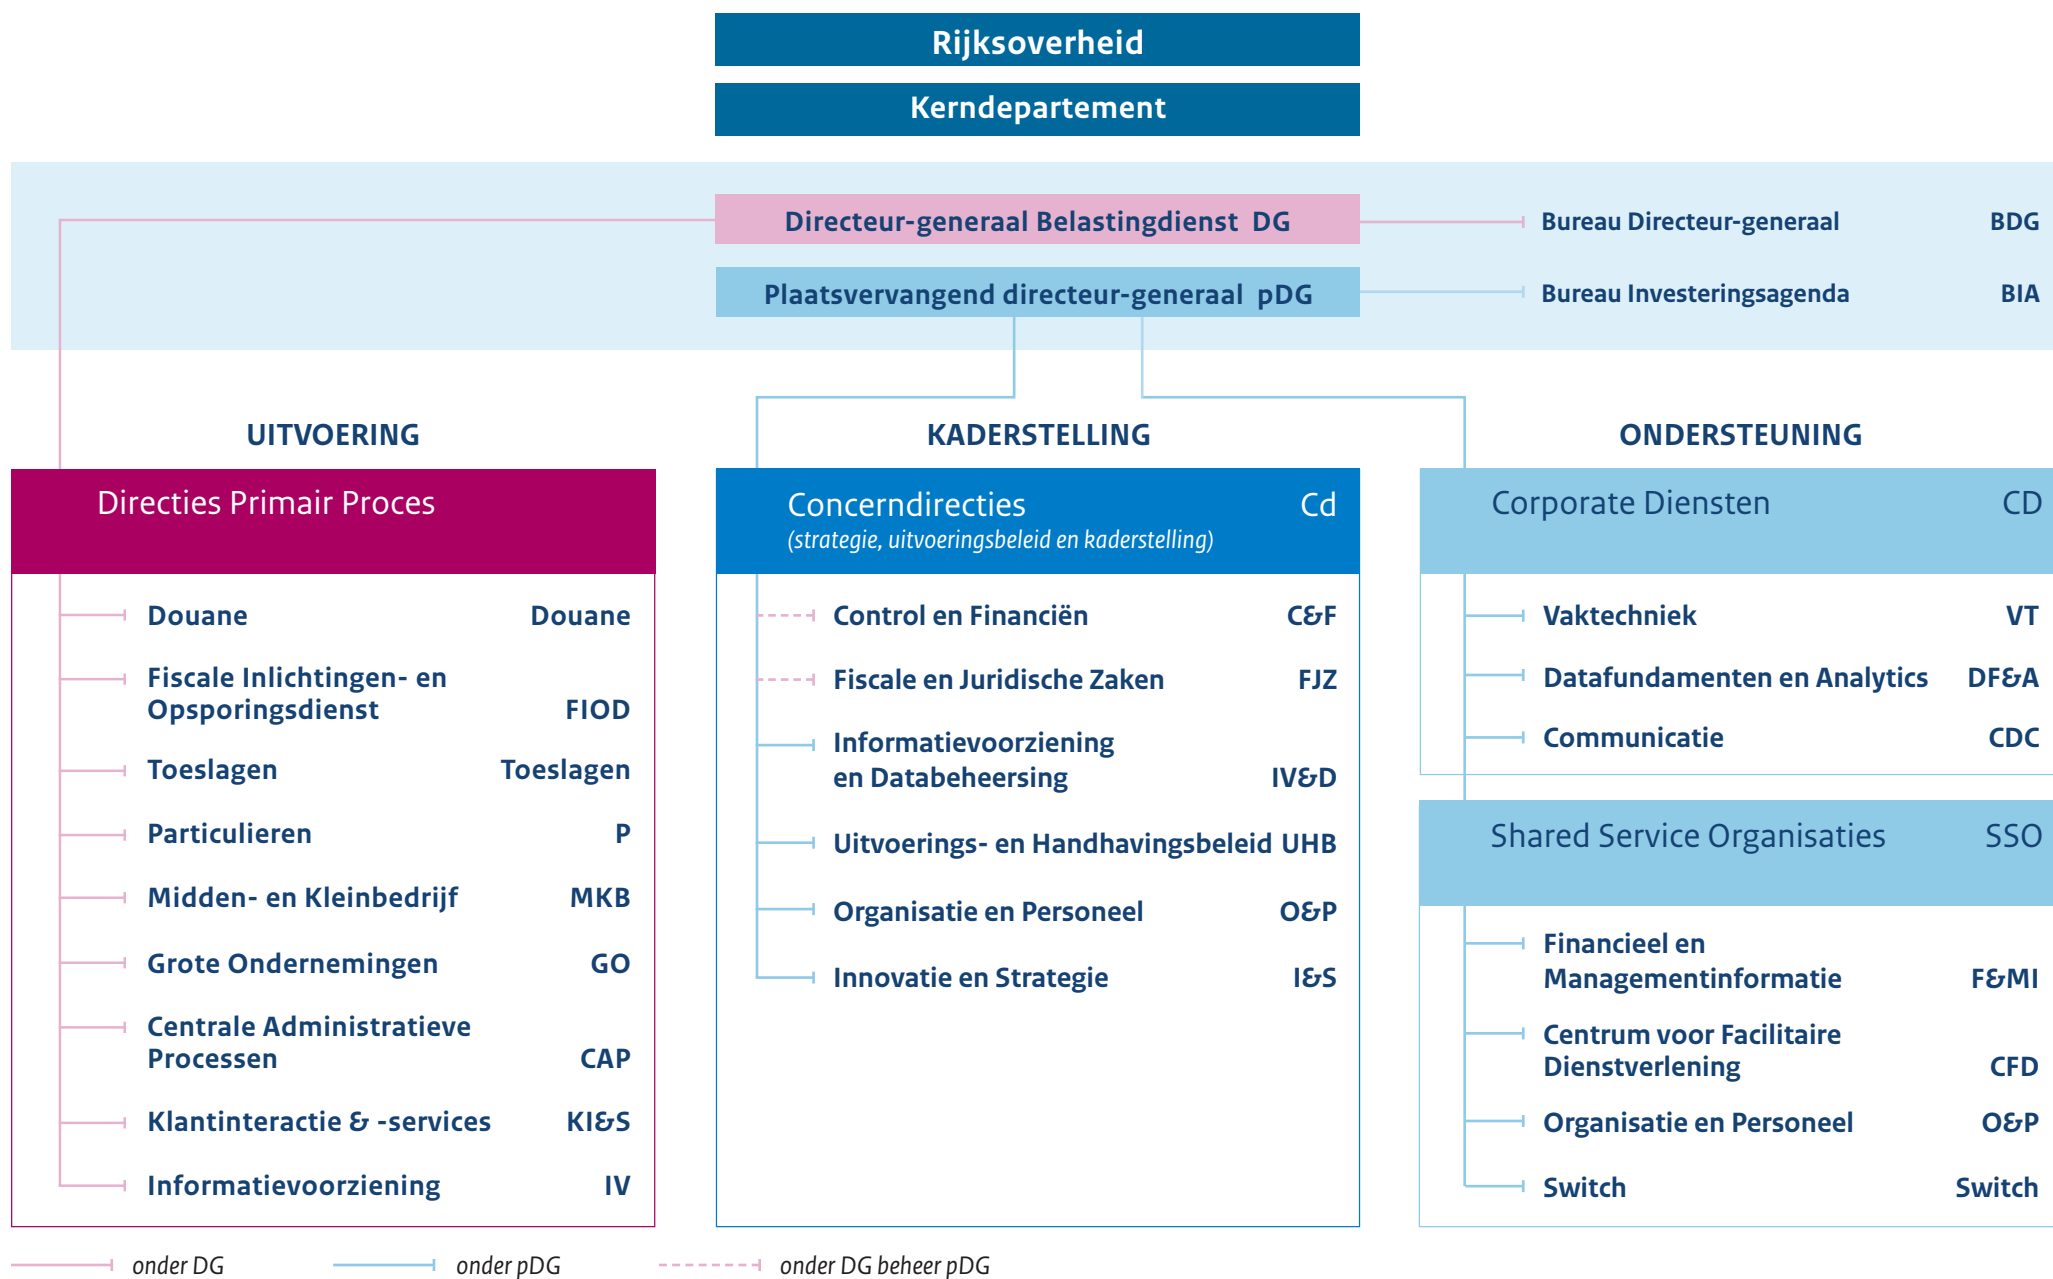 Rijksoverheid
Kerndepartement
Directeur-generaal Belastingdienst DG
Bureau Directeur-generaal BDG
Plaatsvervangend directeur-generaal pDG
Bureau Investeringsagenda BIA
UITVOERING
Directies Primair Proces
Douane Douane
Fiscale Inlichtingen- en
Opsporingsdienst FIOD
Toeslagen Toeslagen
Particulieren P
Midden- en Kleinbedrijf MKB
Grote Ondernemingen GO
Centrale Administratieve
Processen CAP
Klantinteractie & -services KI&S
Informatievoorziening IV
KADERSTELLING
Concerndirecties Cd
(strategie, uitvoeringsbeleid en kaderstelling)
Control en Financiën C&F
Fiscale en Juridische Zaken FJZ
Informatievoorziening
en Databeheersing IV&D
Uitvoerings- en Handhavingsbeleid UHB
Organisatie en Personeel O&P
Innovatie en Strategie I&S
ONDERSTEUNING
Corporate Diensten CD
Vaktechniek VT
Datafundamenten en Analytics DF&A
Communicatie CDC
Shared Service Organisaties SSO
Financieel en
Managementinformatie F&MI
Centrum voor Facilitaire
Dienstverlening CFD
Organisatie en Personeel O&P
Switch Switch
onder DG
onder pDG
onder DG beheer pDG